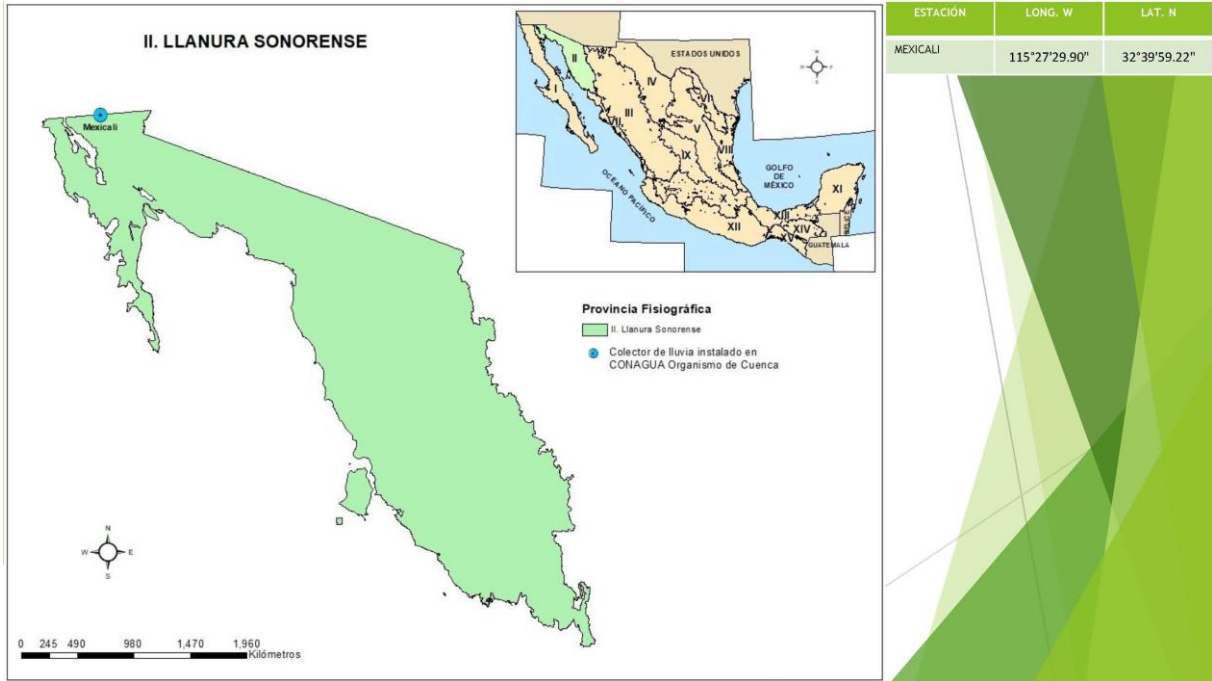 II. LLANURA SONORENSE
Mexicali
ESTADOS UNIDOS
N
W
E
S
II
I
IV
III
VII
VI
V
VIII
IX
GOLFO
DE
MÉXICO
OCEANO PACÍFICO
X
XI
XII
XIII
XIV
X
XV
BELICE
GUATEMALA
Provincia Fisiográfica
II. Llanura Sonorense
Colector de lluvia instalado en
CONAGUA Organismo de Cuenca
N
W
E
S
0 245 490 980 1,470 1,960
Kilómetros
ESTACIÓN LONG. W LAT. N
MEXICALI 115°27'29.90" 32°39'59.22"